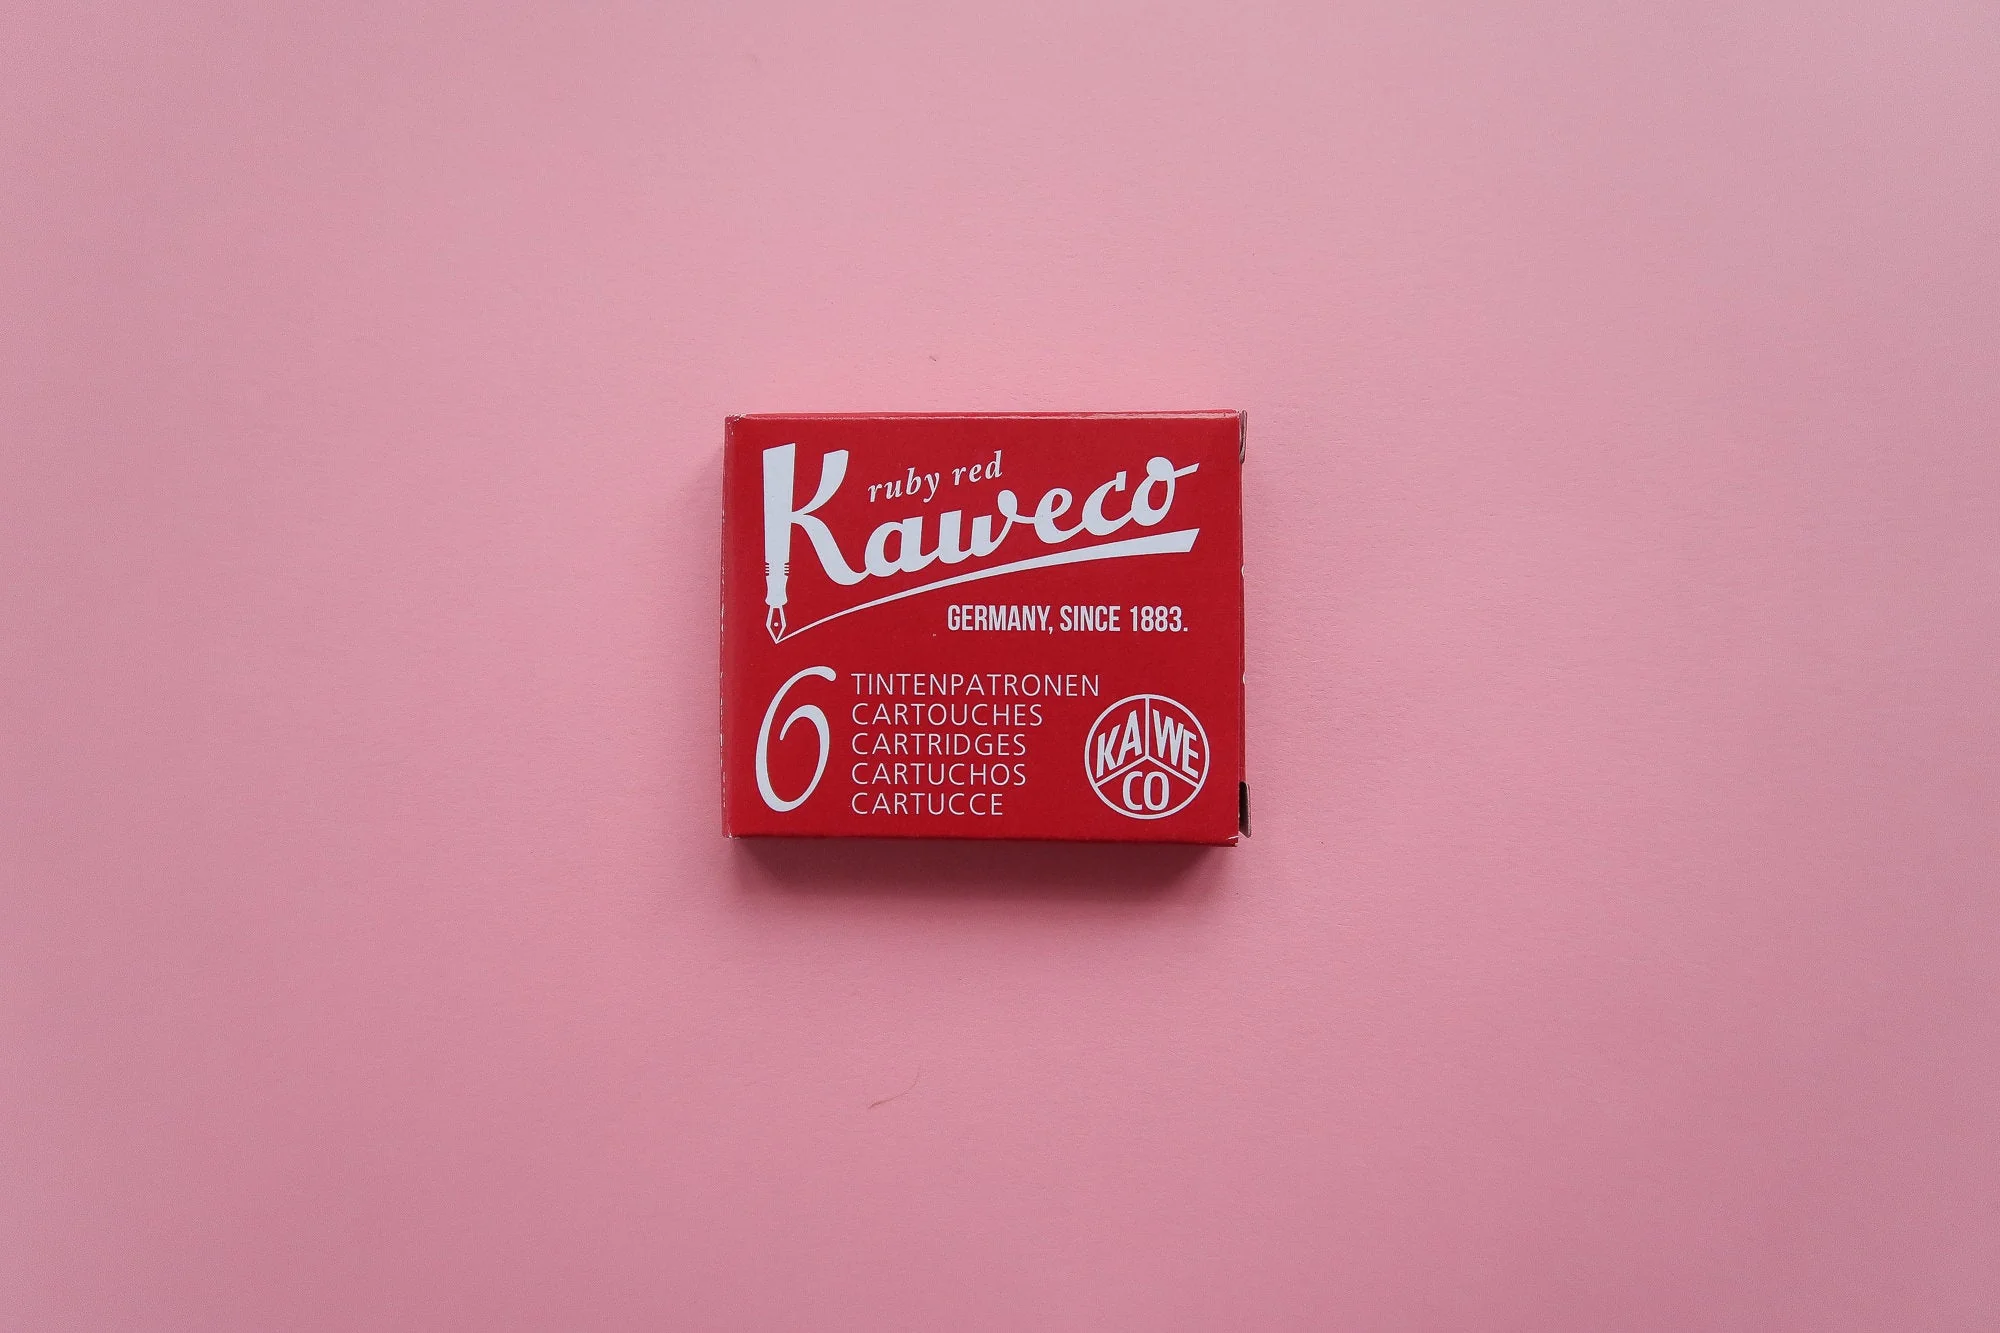 ruby red
Kaweco
GERMANY, SINCE 1883.
6
TINTENPATRONEN
CARTOUCHES
CARTRIDGES
CARTUCHOS
CARTUCCE
KA WE
CO